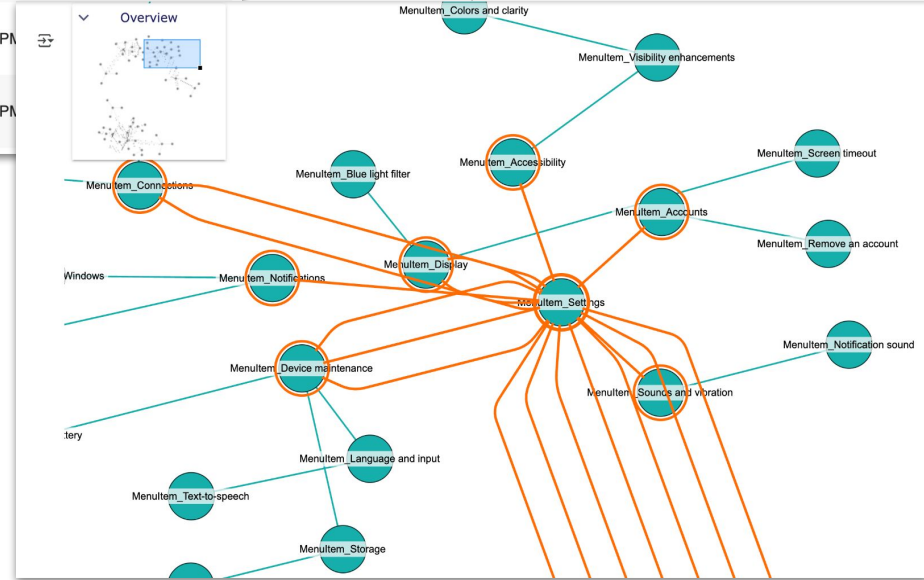 Overview
PM
PM
MenuItem_Colors and clarity
MenuItem_Visibility enhancements
MenuItem_Screen timeout
MenuItem_Accessibility
MenuItem_Blue light filter
MenuItem_Connections
MenuItem_Accounts
MenuItem_Remove an account
MenuItem_Display
Windows
MenuItem_Notifications
MenuItem_Settings
MenuItem_Notification sound
MenuItem_Device maintenance
MenuItem_Sounds and vibration
ttery
MenuItem_Language and input
MenuItem_Text-to-speech
MenuItem_Storage